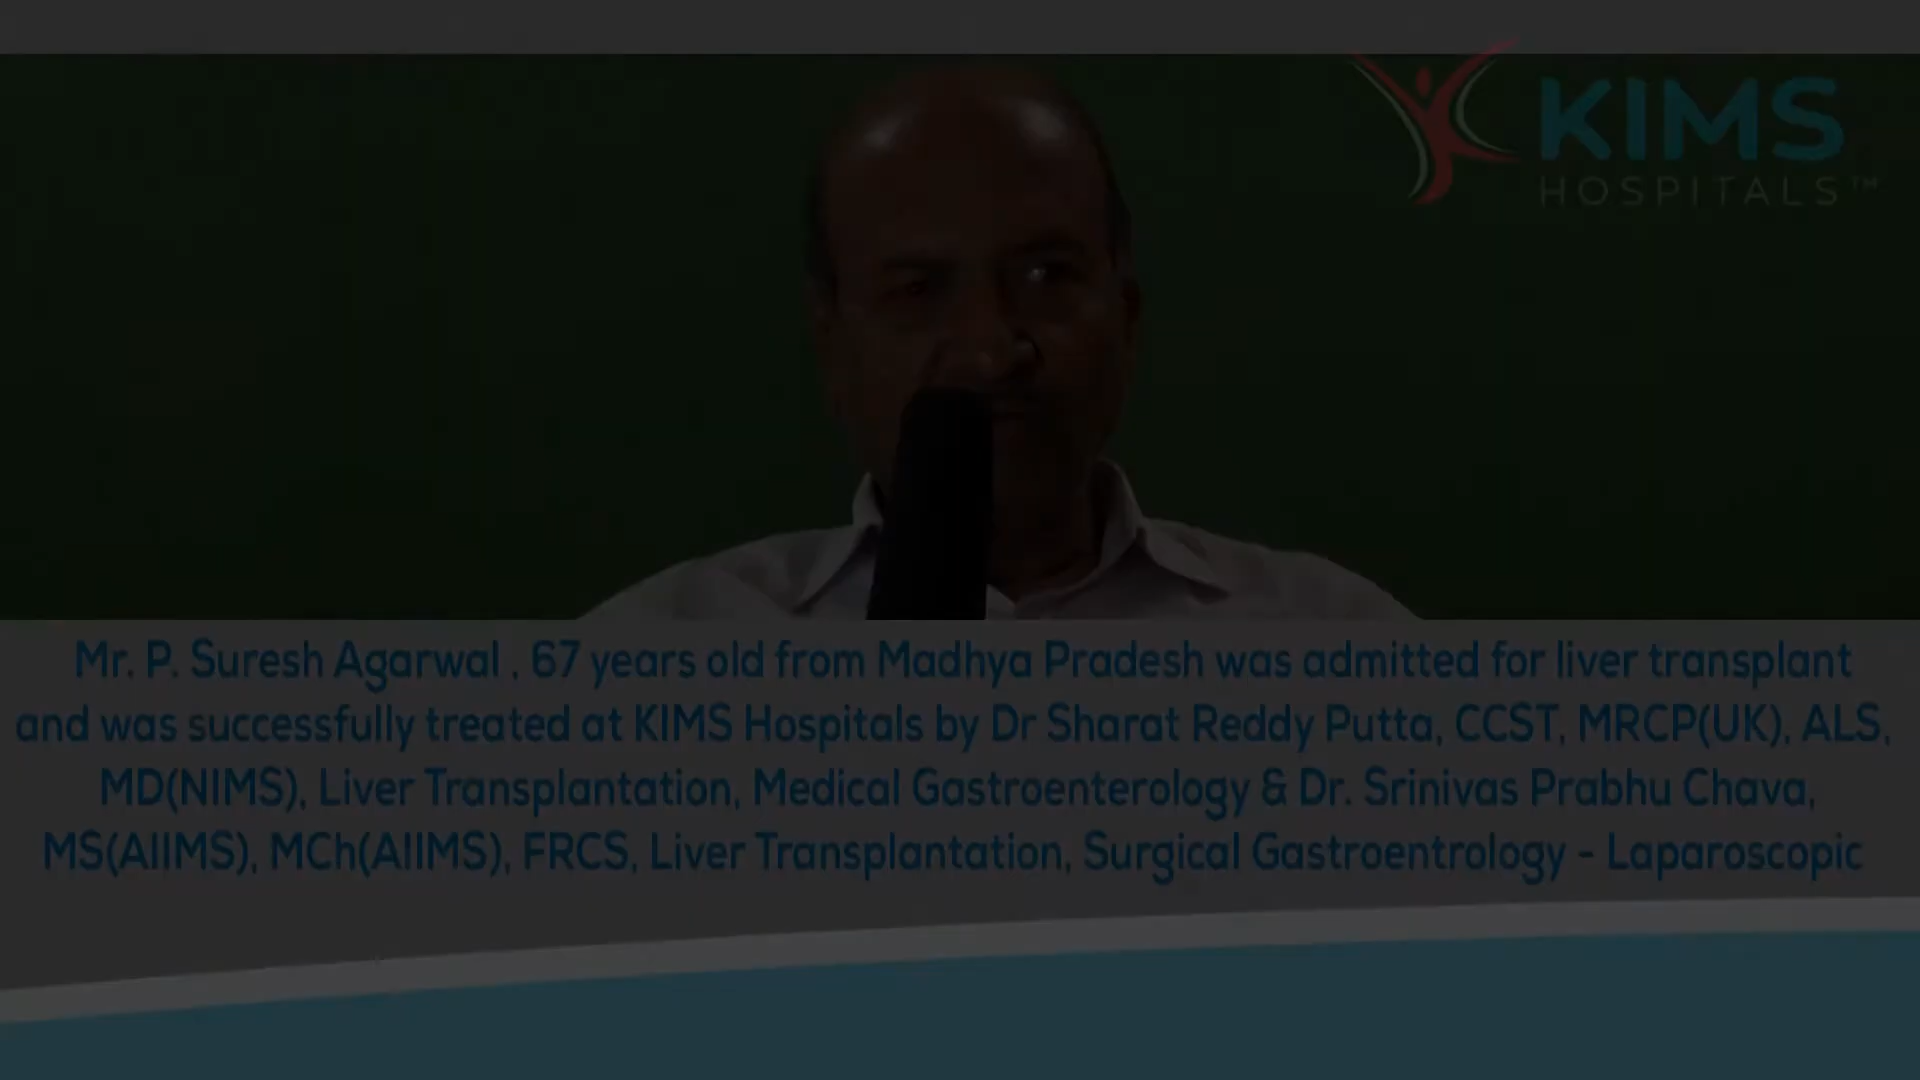 KIMS
HOSPITALS™
Mr. P. Suresh Agarwal , 67 years old from Madhya Pradesh was admitted for liver transplant
and was successfully treated at KIMS Hospitals by Dr Sharat Reddy Putta, CCST, MRCP(UK), ALS,
MD(NIMS), Liver Transplantation, Medical Gastroenterology & Dr. Srinivas Prabhu Chava,
MS(AIIMS), MCh(AIIMS), FRCS, Liver Transplantation, Surgical Gastroentrology - Laparoscopic